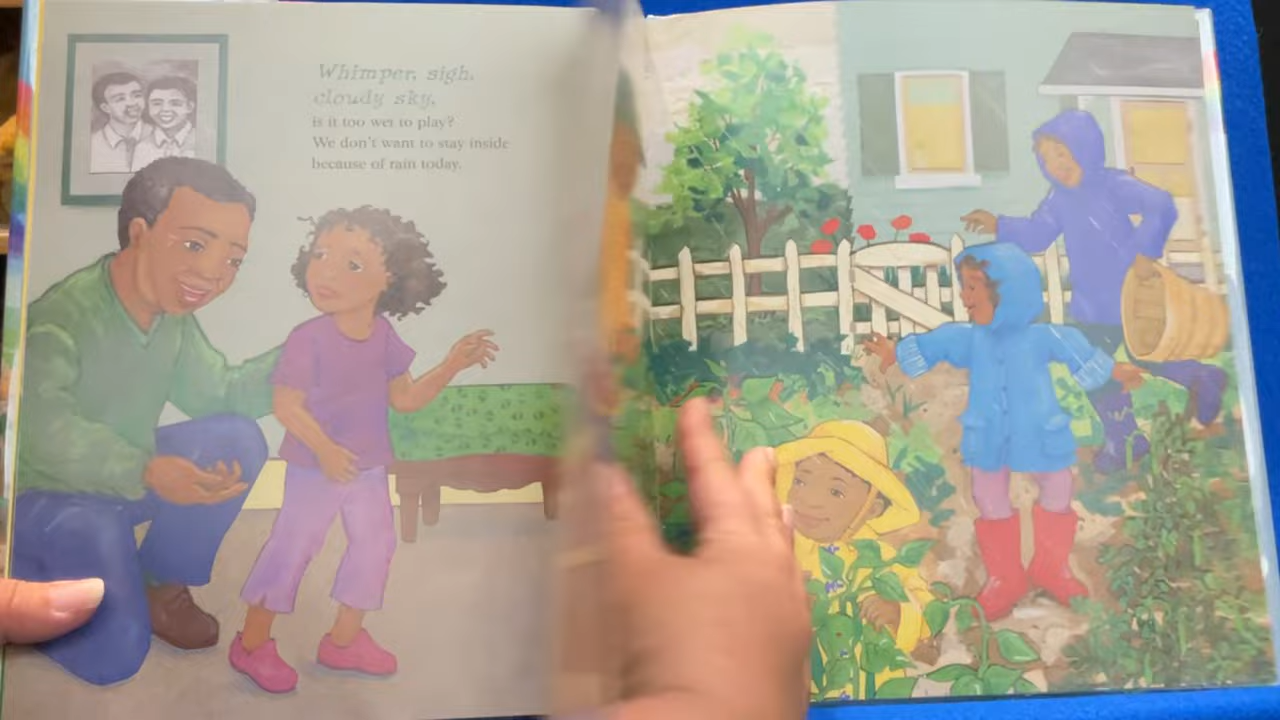 Whimper, sigh,
cloudy sky,
is it too wet to play?
We don't want to stay inside
because of rain today.